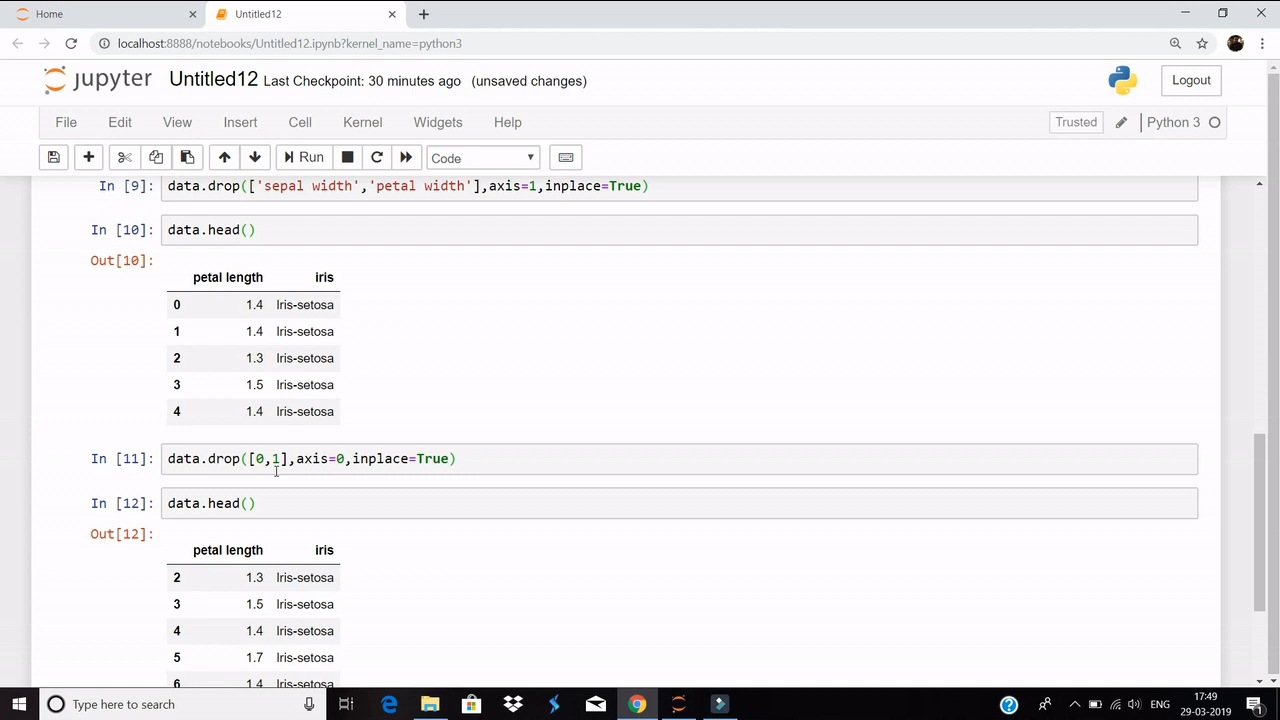 Home
Untitled12
localhost:8888/notebooks/Untitled12.ipynb?kernel_name=python3
jupyter Untitled12 Last Checkpoint: 30 minutes ago (unsaved changes)
Logout
File Edit View Insert Cell Kernel Widgets Help
Trusted Python 3
Run Code
In [9]: data.drop(['sepal width','petal width'],axis=1,inplace=True)
In [10]: data.head()
Out[10]:
petal length iris
0 1.4 Iris-setosa
1 1.4 Iris-setosa
2 1.3 Iris-setosa
3 1.5 Iris-setosa
4 1.4 Iris-setosa
In [11]: data.drop([0,1],axis=0,inplace=True)
In [12]: data.head()
Out[12]:
petal length iris
2 1.3 Iris-setosa
3 1.5 Iris-setosa
4 1.4 Iris-setosa
5 1.7 Iris-setosa
6 1.4 Iris-setosa
Type here to search
ENG
17:49
29-03-2019
1